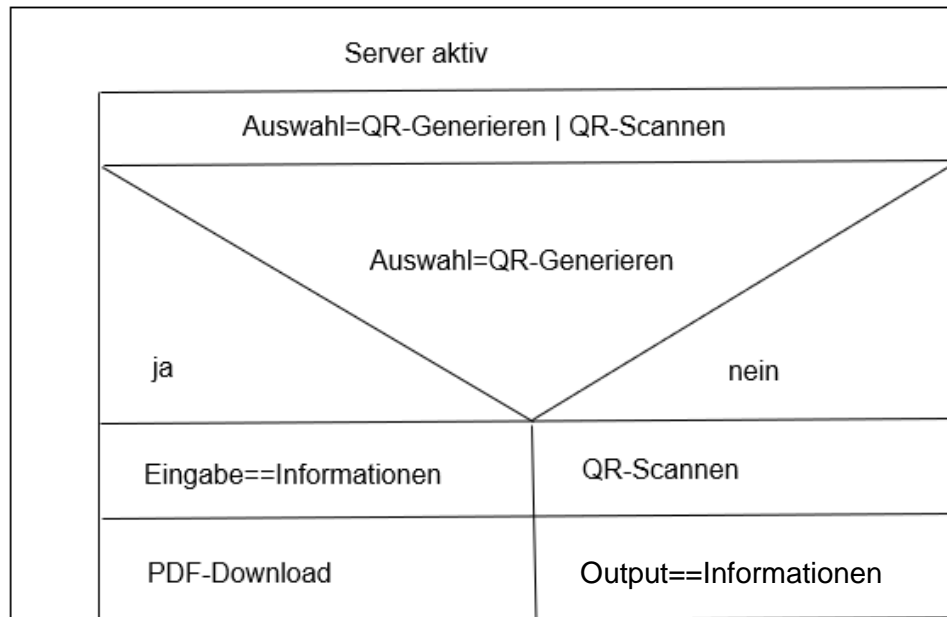 Server aktiv
Auswahl=QR-Generieren | QR-Scannen
Auswahl=QR-Generieren
ja
nein
Eingabe==Informationen
QR-Scannen
PDF-Download
Output==Informationen